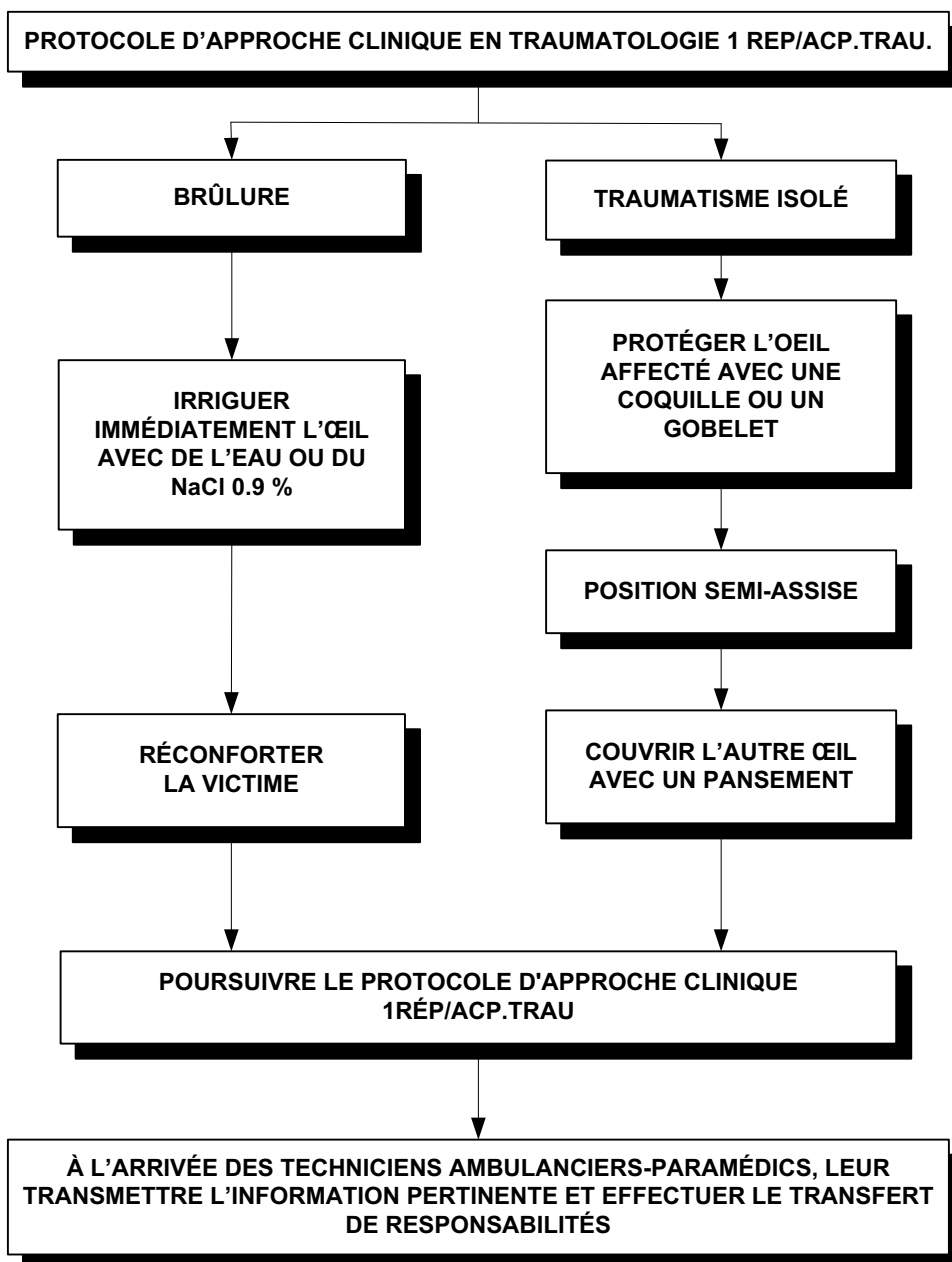 PROTOCOLE D'APPROCHE CLINIQUE EN TRAUMATOLOGIE 1 REP/ACP.TRAU.
BRÛLURE
IRRIGUER
IMMÉDIATEMENT L'ŒIL
AVEC DE L'EAU OU DU
NaCl 0.9 %
RÉCONFORTER
LA VICTIME
TRAUMATISME ISOLÉ
PROTÉGER L'OEIL
AFFECTÉ AVEC UNE
COQUILLE OU UN
GOBELET
POSITION SEMI-ASSISE
COUVRIR L'AUTRE ŒIL
AVEC UN PANSEMENT
POURSUIVRE LE PROTOCOLE D'APPROCHE CLINIQUE
1RÉP/ACP.TRAU
À L'ARRIVÉE DES TECHNICIENS AMBULANCIERS-PARAMÉDICS, LEUR
TRANSMETTRE L'INFORMATION PERTINENTE ET EFFECTUER LE TRANSFERT
DE RESPONSABILITÉS